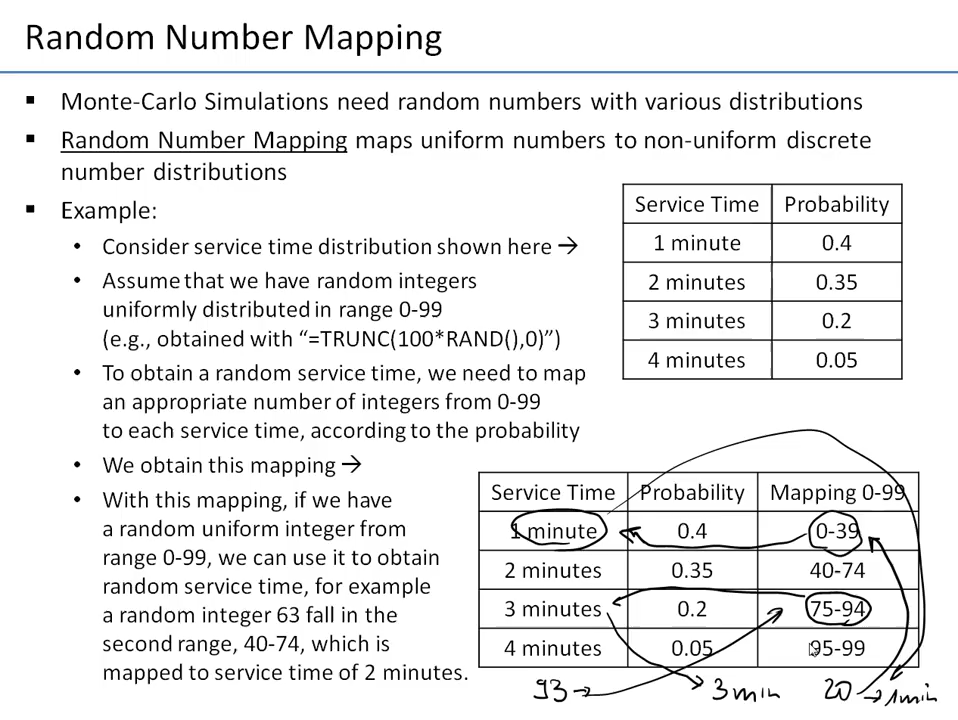 Random Number Mapping
▪ Monte-Carlo Simulations need random numbers with various distributions
▪ Random Number Mapping maps uniform numbers to non-uniform discrete
number distributions
▪ Example:
• Consider service time distribution shown here →
• Assume that we have random integers
uniformly distributed in range 0-99
(e.g., obtained with “=TRUNC(100*RAND(),0)”)
• To obtain a random service time, we need to map
an appropriate number of integers from 0-99
to each service time, according to the probability
• We obtain this mapping →
• With this mapping, if we have
a random uniform integer from
range 0-99, we can use it to obtain
random service time, for example
a random integer 63 fall in the
second range, 40-74, which is
mapped to service time of 2 minutes.
Service Time Probability
1 minute 0.4
2 minutes 0.35
3 minutes 0.2
4 minutes 0.05
Service Time Probability Mapping 0-99
1 minute 0.4 0-39
2 minutes 0.35 40-74
3 minutes 0.2 75-94
4 minutes 0.05 95-99
93 → 3 min 20 → 1 min